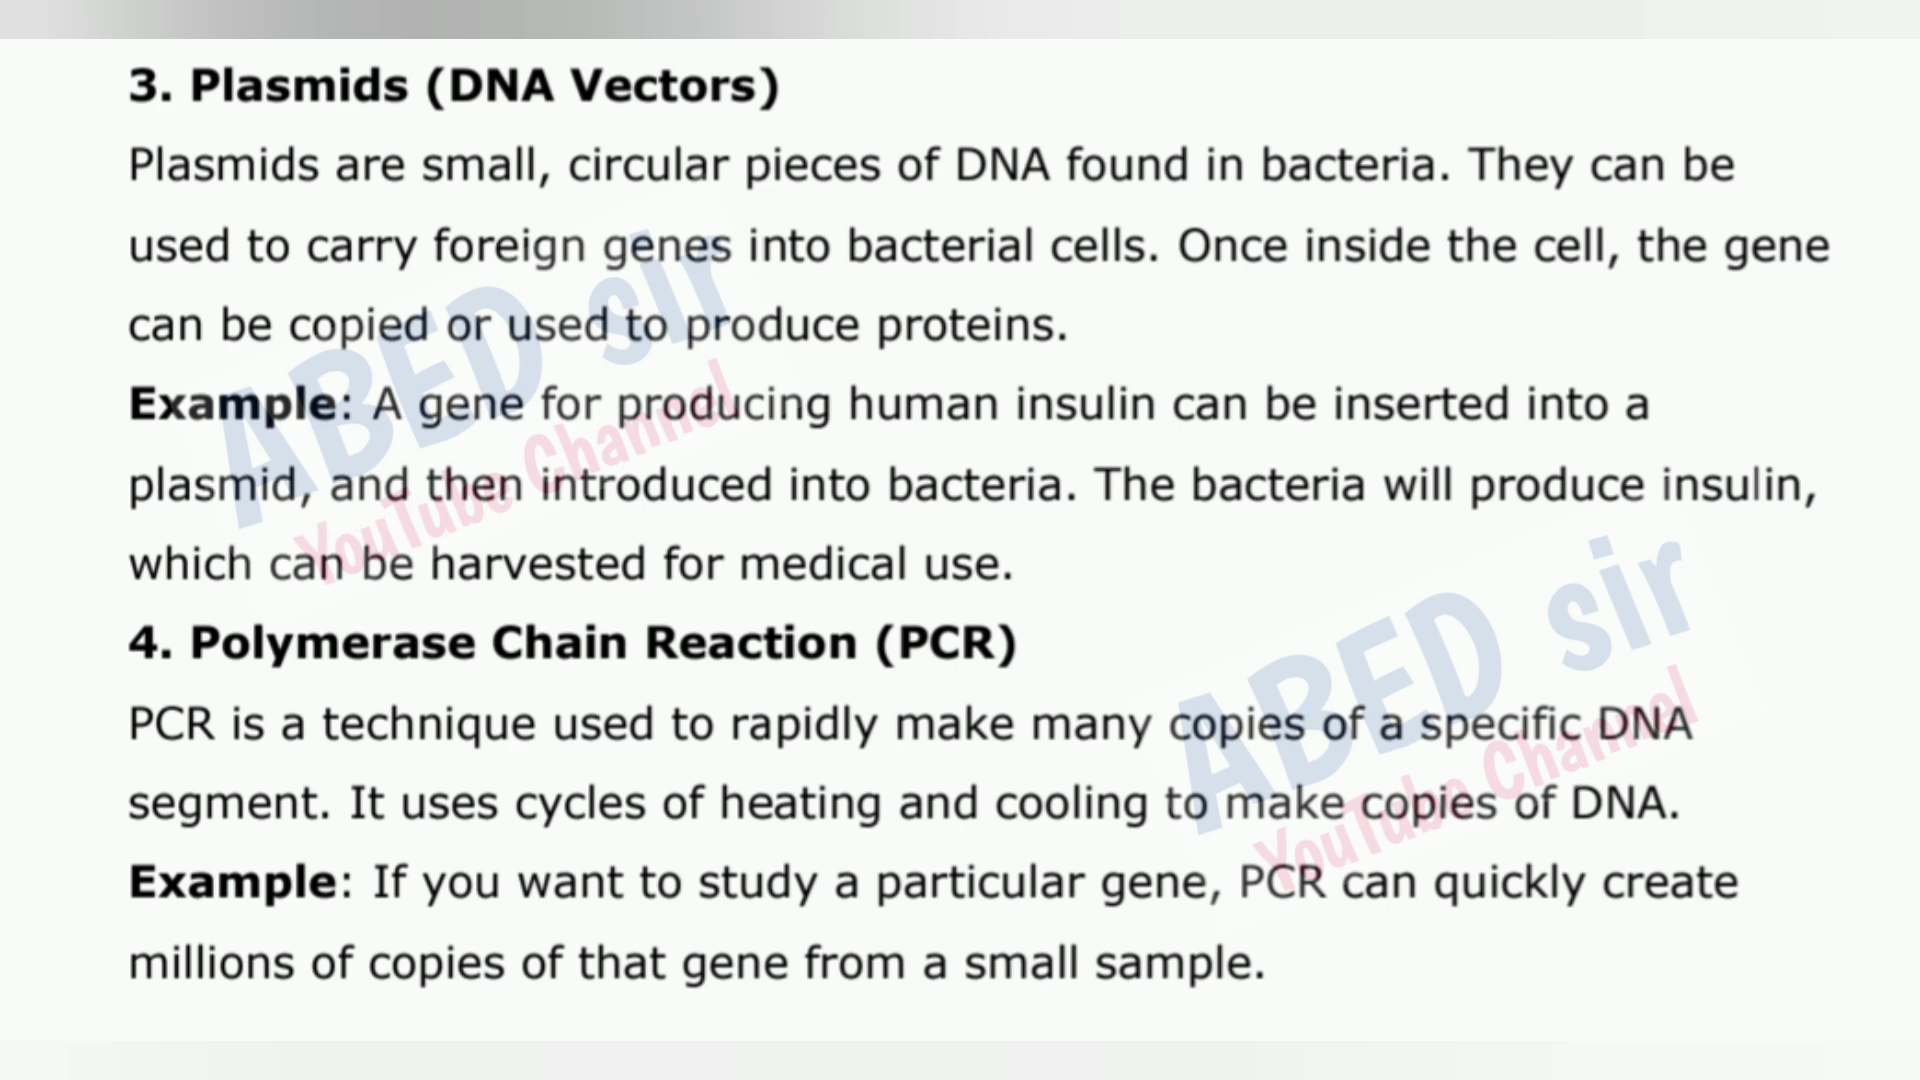 3. Plasmids (DNA Vectors)
Plasmids are small, circular pieces of DNA found in bacteria. They can be
used to carry foreign genes into bacterial cells. Once inside the cell, the gene
can be copied or used to produce proteins.
Example: A gene for producing human insulin can be inserted into a
plasmid, and then introduced into bacteria. The bacteria will produce insulin,
which can be harvested for medical use.
4. Polymerase Chain Reaction (PCR)
PCR is a technique used to rapidly make many copies of a specific DNA
segment. It uses cycles of heating and cooling to make copies of DNA.
Example: If you want to study a particular gene, PCR can quickly create
millions of copies of that gene from a small sample.
ABED sir
YouTube Channel
ABED sir
YouTube Channel